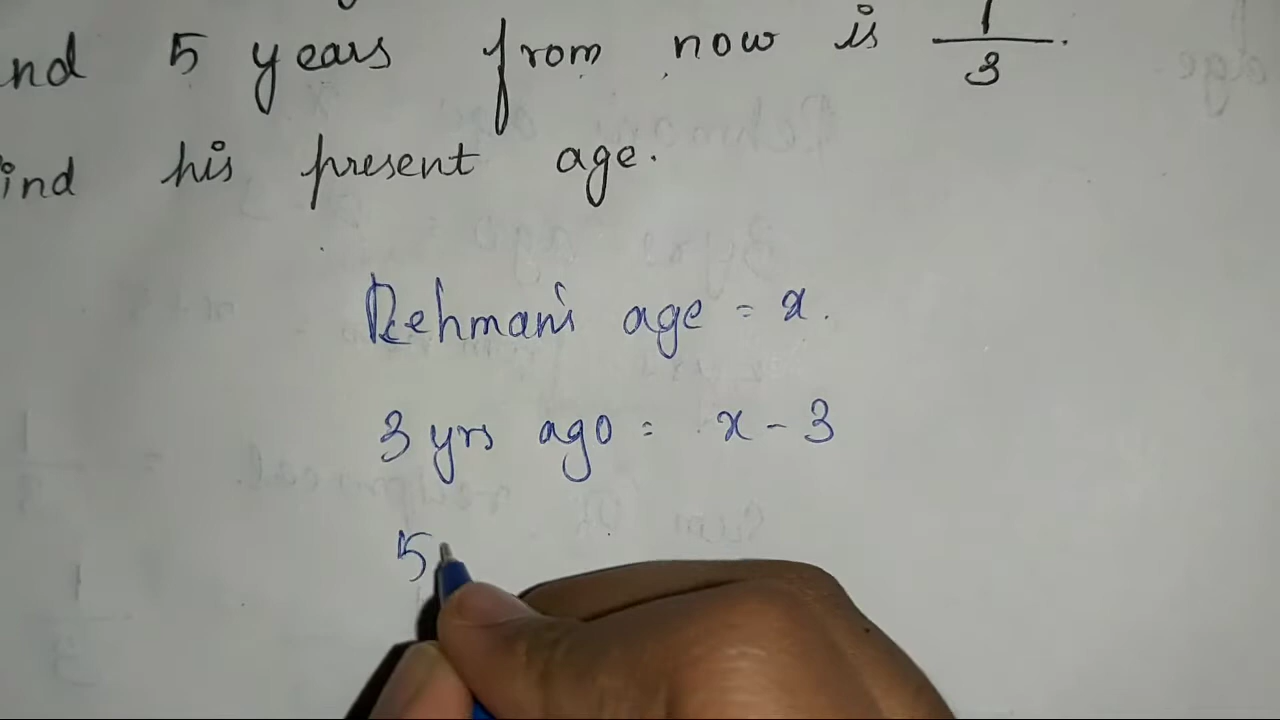 nd 5 years from now is 1/3.
ind his present age.
Rehman's age = x.
3 yrs ago = x - 3
5